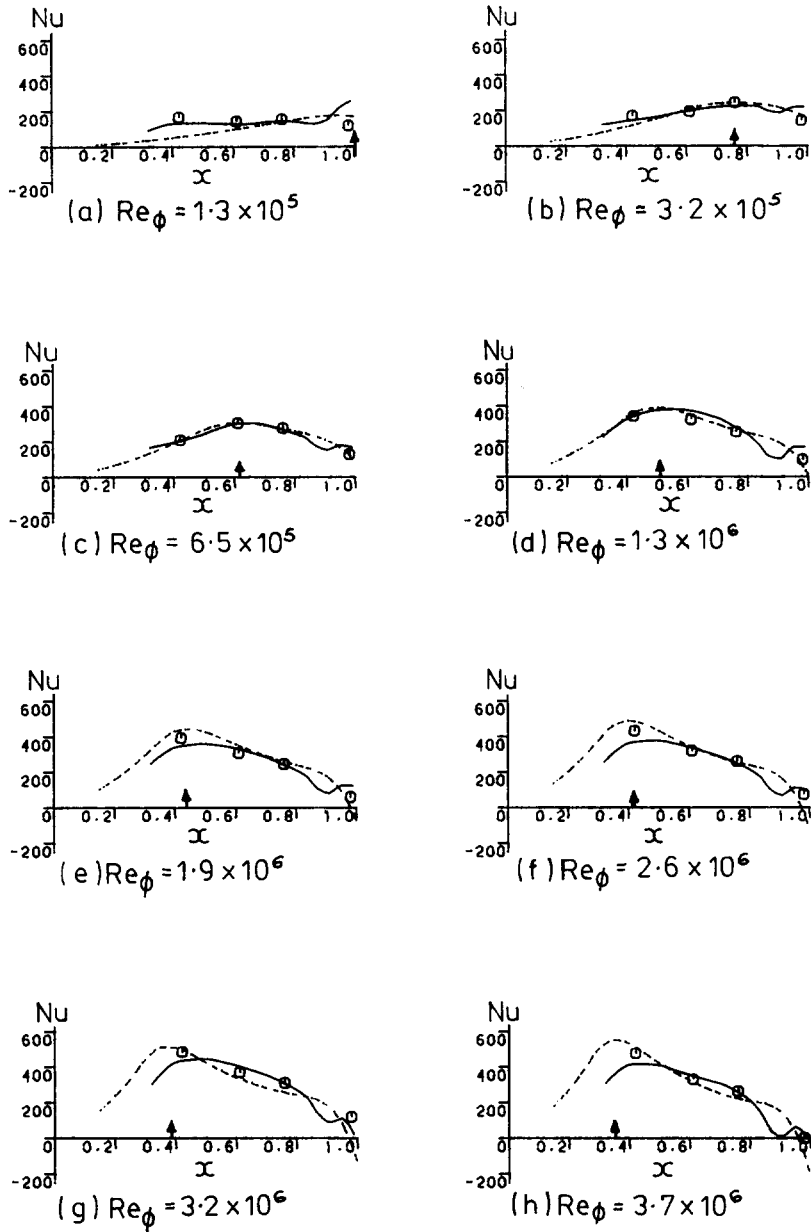 Nu
600
400
200
0 0.2 0.4 0.6 0.8 1.0
-200
x
(a) Reϕ = 1·3 × 10⁵
Nu
600
400
200
0 0.2 0.4 0.6 0.8 1.0
-200
x
(b) Reϕ = 3·2 × 10⁵
Nu
600
400
200
0 0.2 0.4 0.6 0.8 1.0
-200
x
(c) Reϕ = 6·5 × 10⁵
Nu
600
400
200
0 0.2 0.4 0.6 0.8 1.0
-200
x
(d) Reϕ = 1·3 × 10⁶
Nu
600
400
200
0 0.2 0.4 0.6 0.8 1.0
-200
x
(e) Reϕ = 1·9 × 10⁶
Nu
600
400
200
0 0.2 0.4 0.6 0.8 1.0
-200
x
(f) Reϕ = 2·6 × 10⁶
Nu
600
400
200
0 0.2 0.4 0.6 0.8 1.0
-200
x
(g) Reϕ = 3·2 × 10⁶
Nu
600
400
200
0 0.2 0.4 0.6 0.8 1.0
-200
x
(h) Reϕ = 3·7 × 10⁶